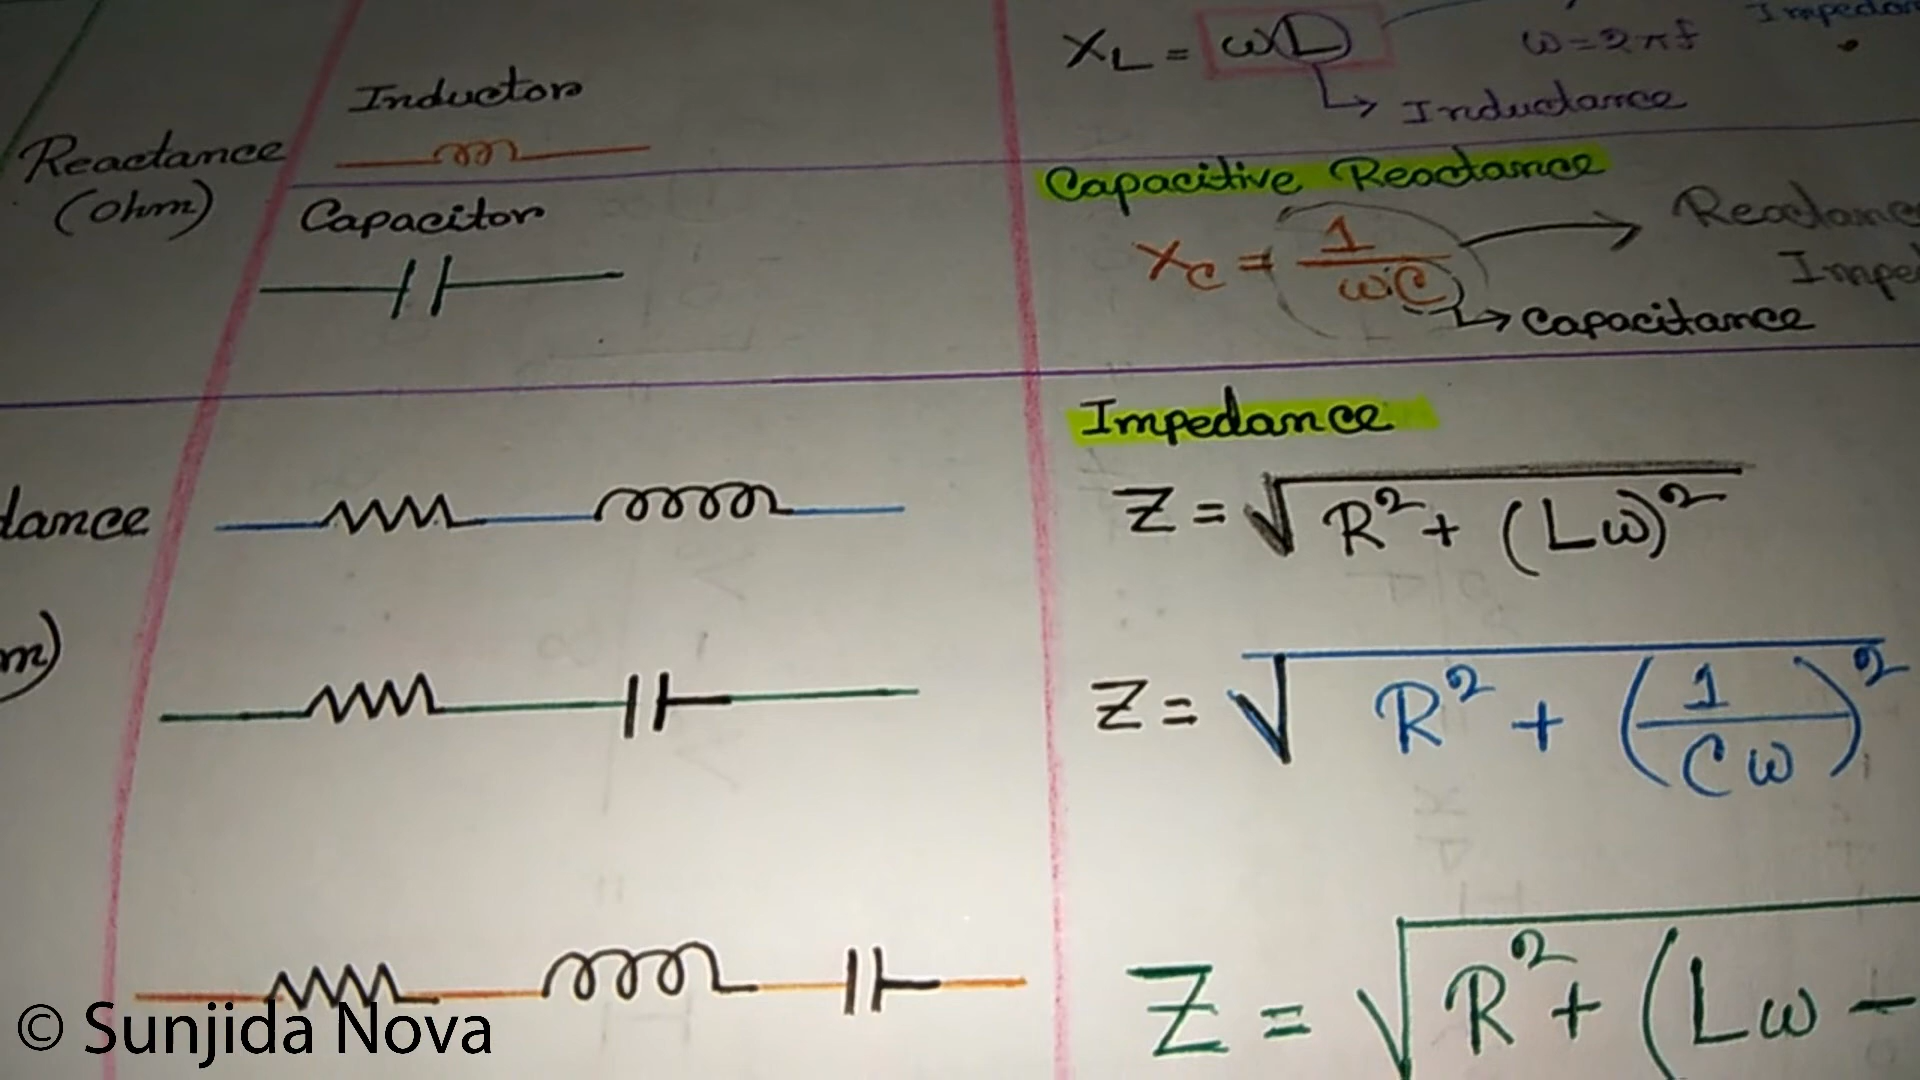 X_L = ωL
ω = 2πf
Inductance
Inductor
Reactance
(ohm)
Capacitor
Capacitive Reactance
X_C = 1/ωC
Capacitance
Impedance
Z = √R² + (Lω)²
Z = √R² + (1/Cω)²
Z = √R² + (Lω −
© Sunjida Nova